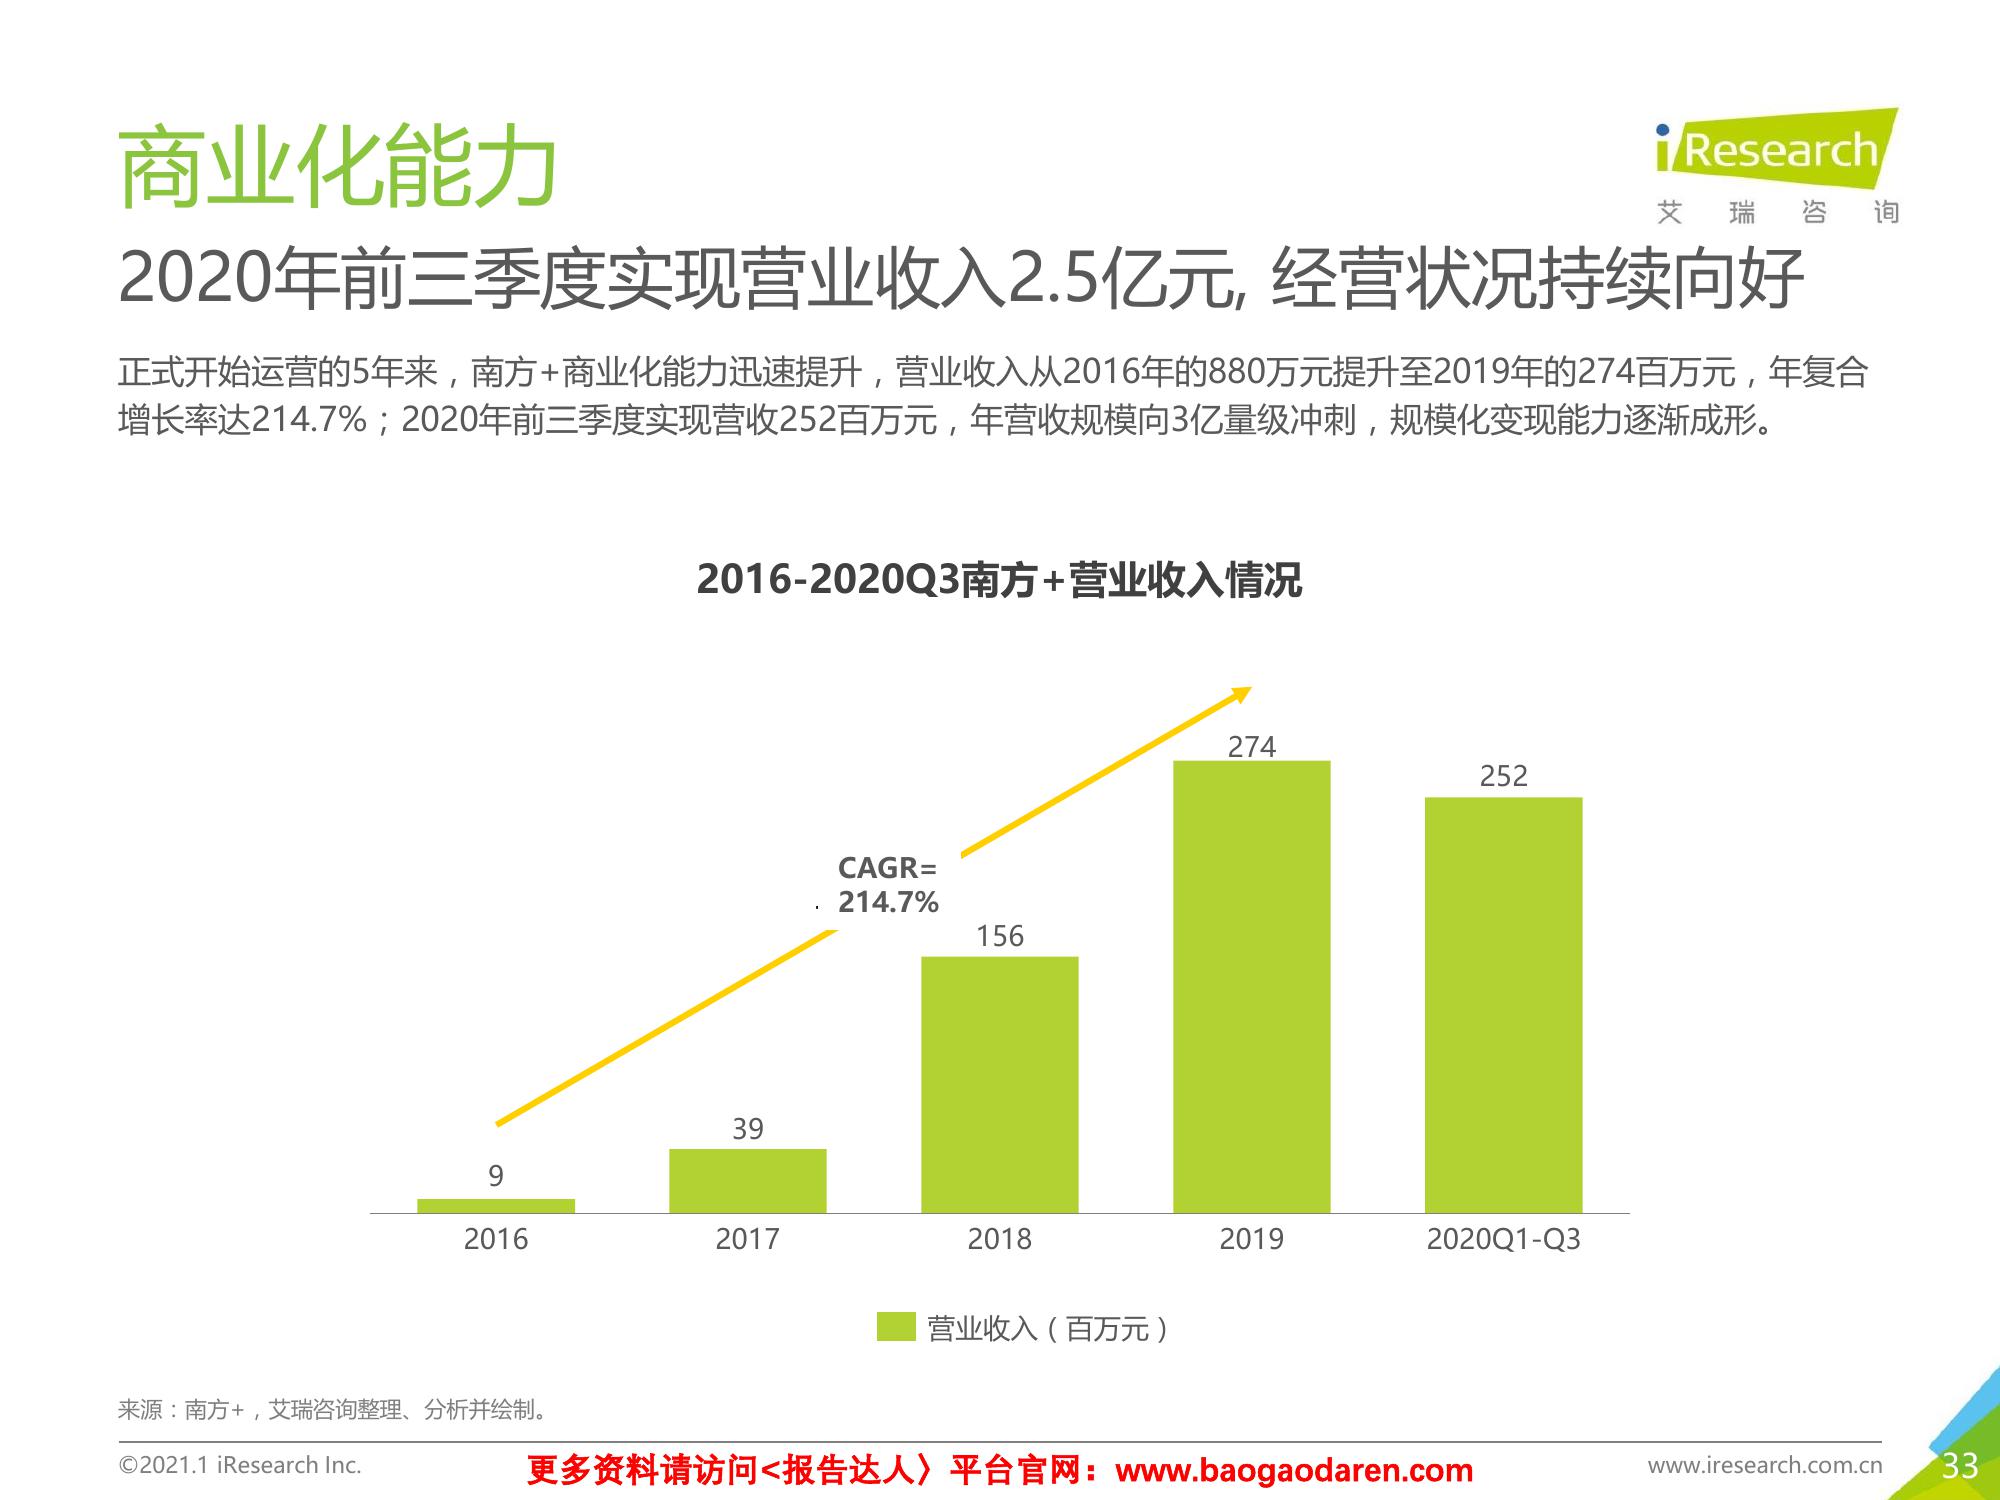 商业化能力
iResearch
艾瑞咨询
2020年前三季度实现营业收入2.5亿元, 经营状况持续向好
正式开始运营的5年来，南方+商业化能力迅速提升，营业收入从2016年的880万元提升至2019年的274百万元，年复合
增长率达214.7%；2020年前三季度实现营收252百万元，年营收规模向3亿量级冲刺，规模化变现能力逐渐成形。
2016-2020Q3南方+营业收入情况
274
252
CAGR=
214.7%
156
39
9
2016 2017 2018 2019 2020Q1-Q3
营业收入（百万元）
来源：南方+，艾瑞咨询整理、分析并绘制。
©2021.1 iResearch Inc. 更多资料请访问<报告达人〉平台官网：www.baogaodaren.com www.iresearch.com.cn 33